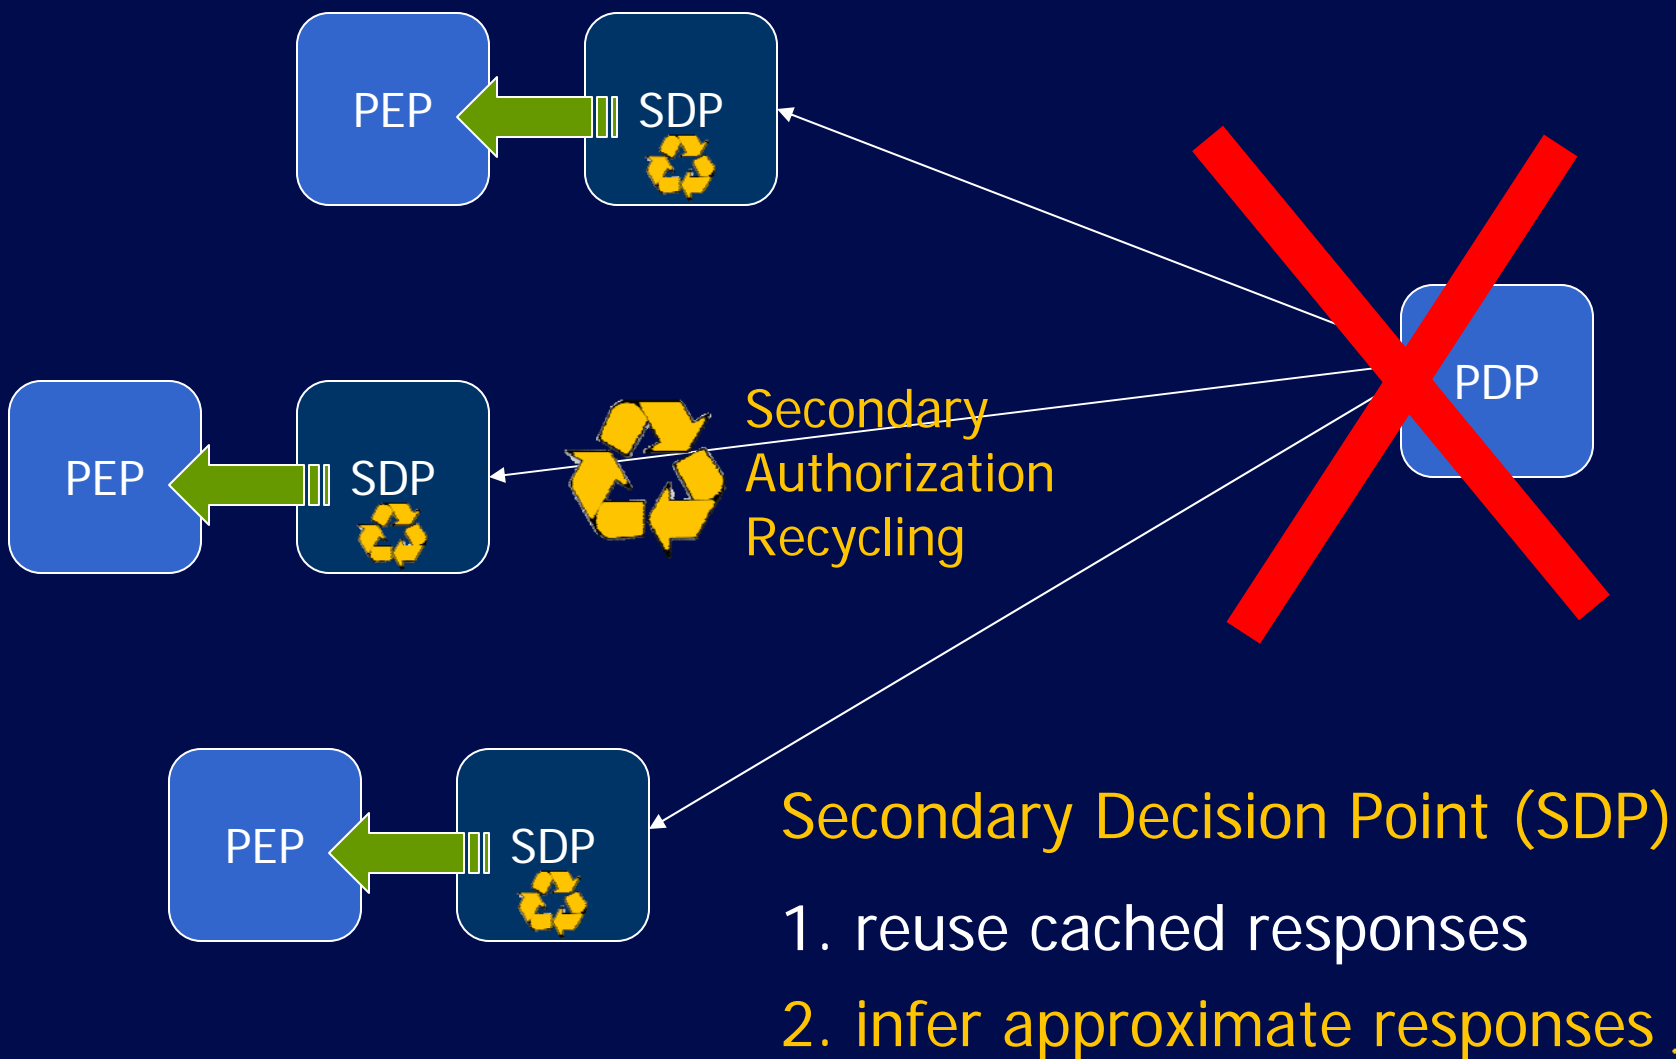 PEP
SDP
PDP
PEP
SDP
Secondary
Authorization
Recycling
PEP
SDP
Secondary Decision Point (SDP)
1. reuse cached responses
2. infer approximate responses